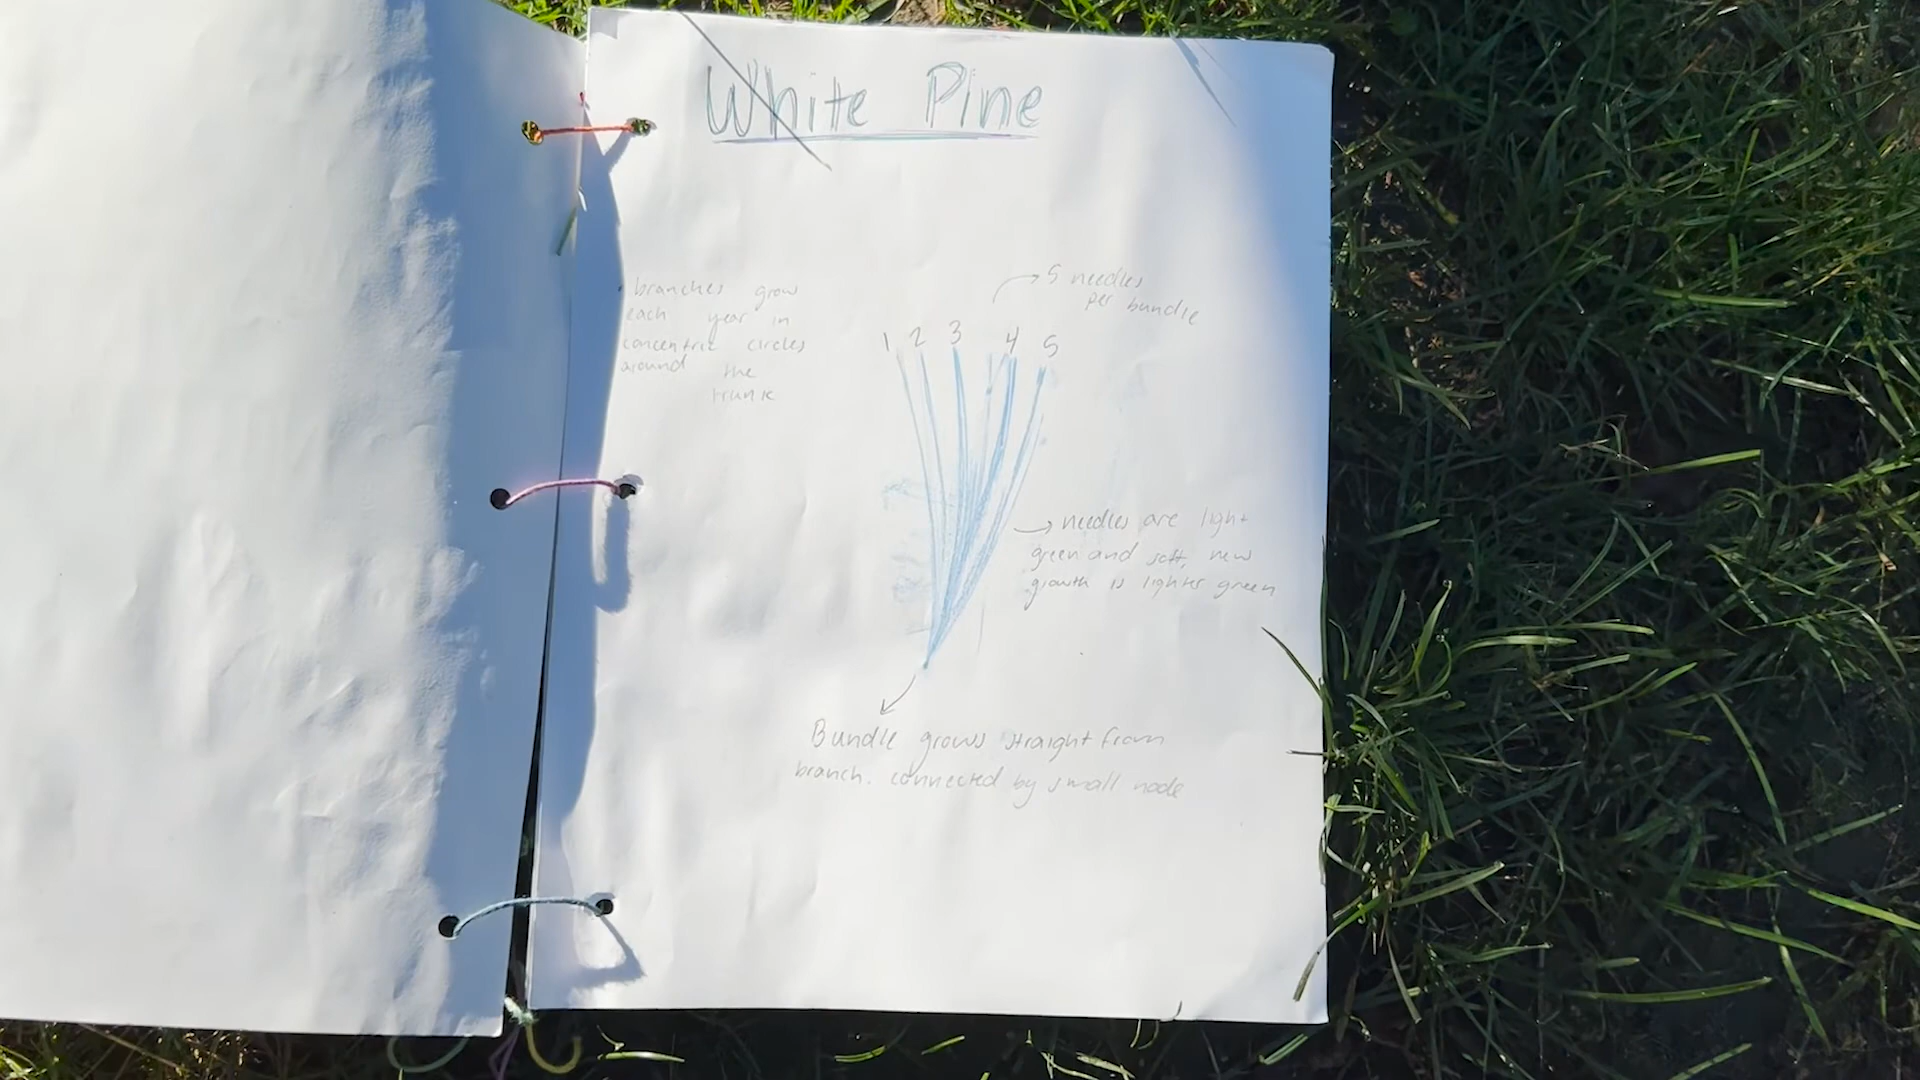 White Pine
branches grow
each year in
concentric circles
around the
trunk
5 needles
per bundle
1 2 3 4 5
needles are light
green and soft, new
growth is lighter green
Bundle grows straight from
branch. connected by small node